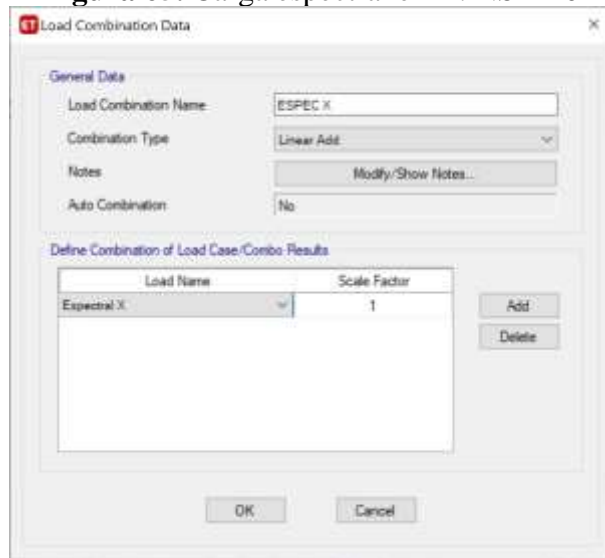 Load Combination Data
General Data
Load Combination Name
ESPEC X
Combination Type
Linear Add
Notes
Modify/Show Notes...
Auto Combination
No
Define Combination of Load Case/Combo Results
Load Name
Scale Factor
Espectral X
1
Add
Delete
OK
Cancel